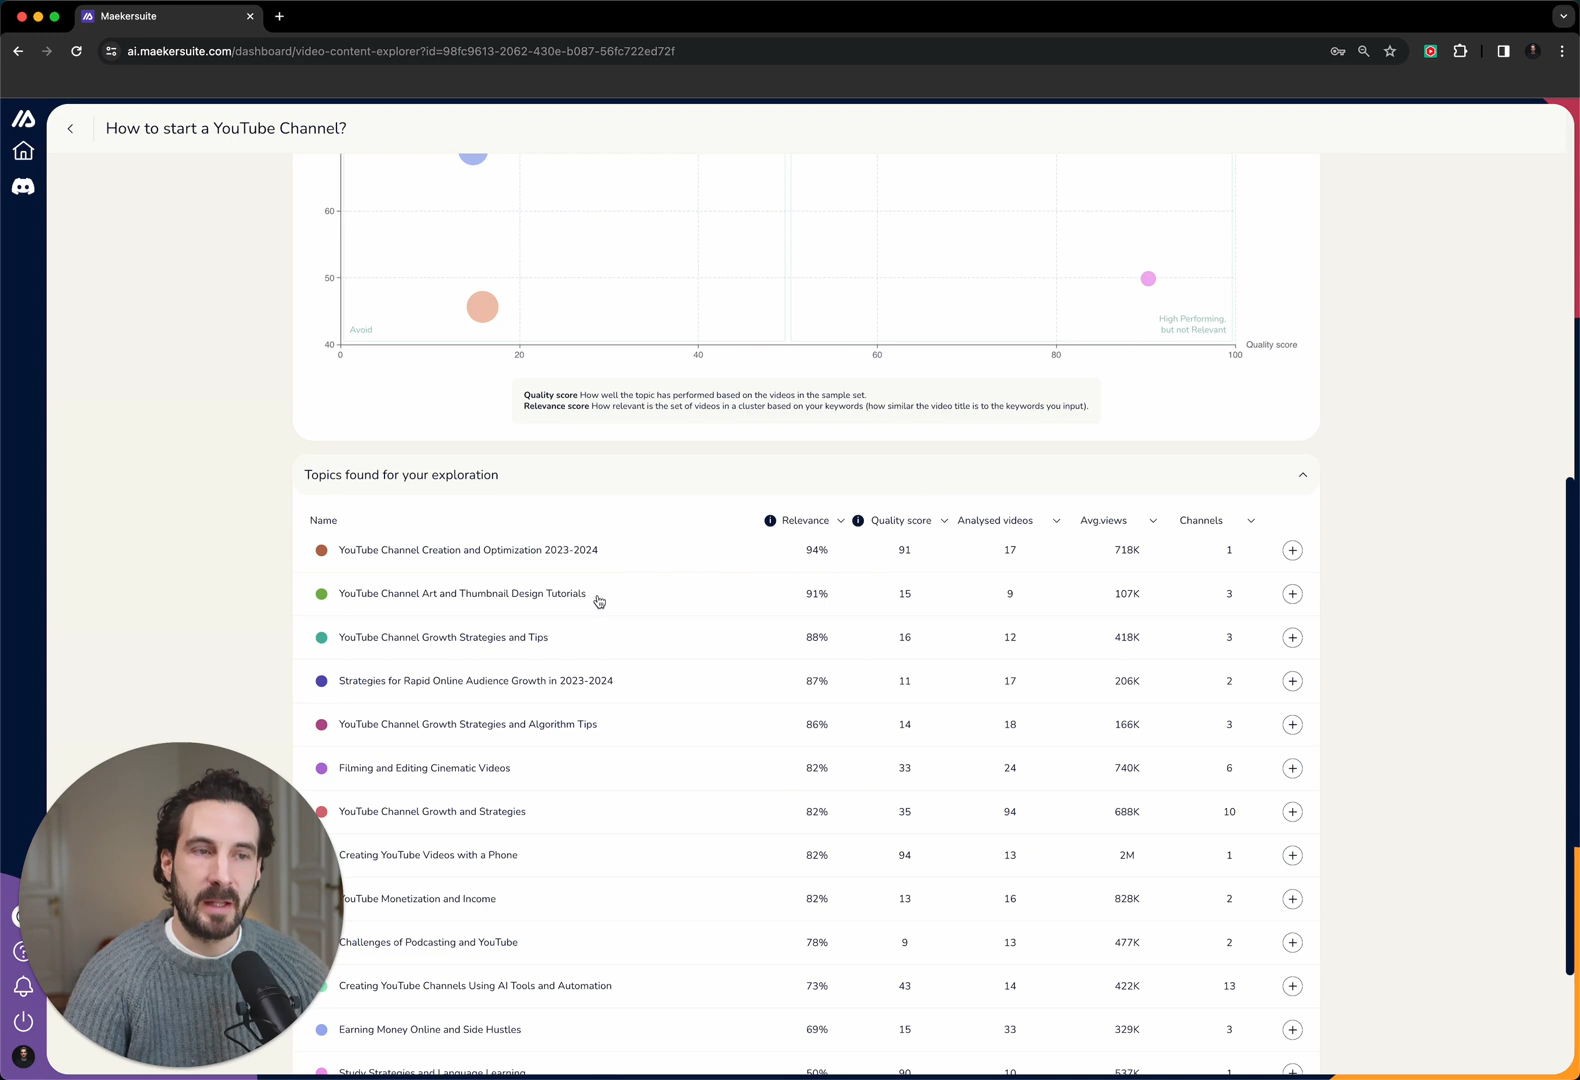 Maekersuite
ai.maekersuite.com/dashboard/video-content-explorer?id=98fc9613-2062-430e-b087-56fc722ed72f
How to start a YouTube Channel?
60
50
High Performing,
but not Relevant
Avoid
40
Quality score
0 20 40 60 80 100
Quality score How well the topic has performed based on the videos in the sample set.
Relevance score How relevant is the set of videos in a cluster based on your keywords (how similar the video title is to the keywords you input).
Topics found for your exploration
Name Relevance Quality score Analysed videos Avg.views Channels
YouTube Channel Creation and Optimization 2023-2024 94% 91 17 718K 1
YouTube Channel Art and Thumbnail Design Tutorials 91% 15 9 107K 3
YouTube Channel Growth Strategies and Tips 88% 16 12 418K 3
Strategies for Rapid Online Audience Growth in 2023-2024 87% 11 17 206K 2
YouTube Channel Growth Strategies and Algorithm Tips 86% 14 18 166K 3
Filming and Editing Cinematic Videos 82% 33 24 740K 6
YouTube Channel Growth and Strategies 82% 35 94 688K 10
Creating YouTube Videos with a Phone 82% 94 13 2M 1
YouTube Monetization and Income 82% 13 16 828K 2
Challenges of Podcasting and YouTube 78% 9 13 477K 2
Creating YouTube Channels Using AI Tools and Automation 73% 43 14 422K 13
Earning Money Online and Side Hustles 69% 15 33 329K 3
Study Strategies and Language Learning 50% 90 10 537K 1